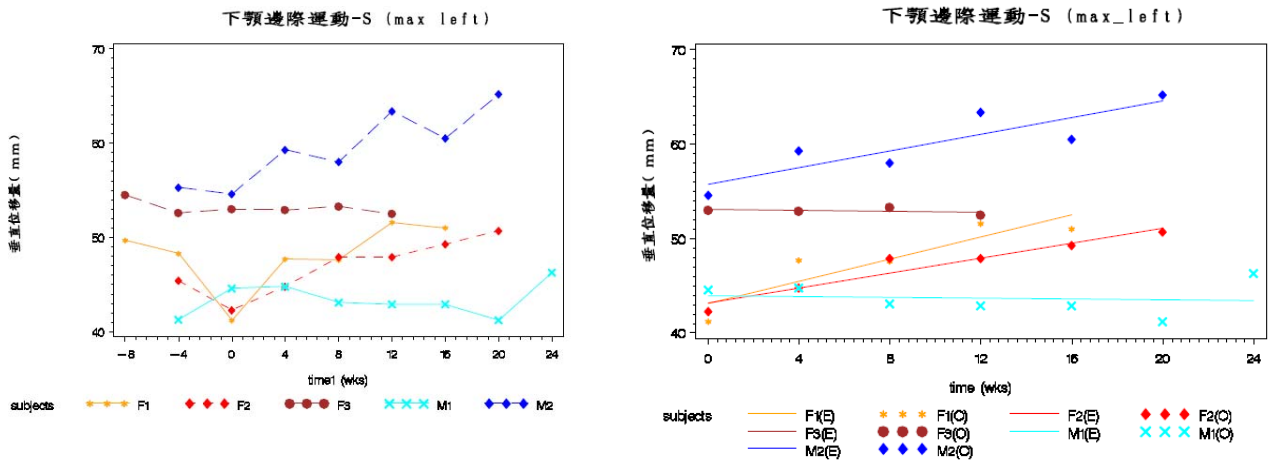 下顎邊際運動-S (max left)
垂直位移量( mm)
70
60
50
40
-8 -4 0 4 8 12 16 20 24
time1 (wks)
subjects F1 F2 F3 M1 M2
下顎邊際運動-S (max_left)
垂直位移量( mm)
70
60
50
40
0 4 8 12 16 20 24
time (wks)
subjects F1(E) F1(O) F2(E) F2(O)
F3(E) F3(O) M1(E) M1(O)
M2(E) M2(O)